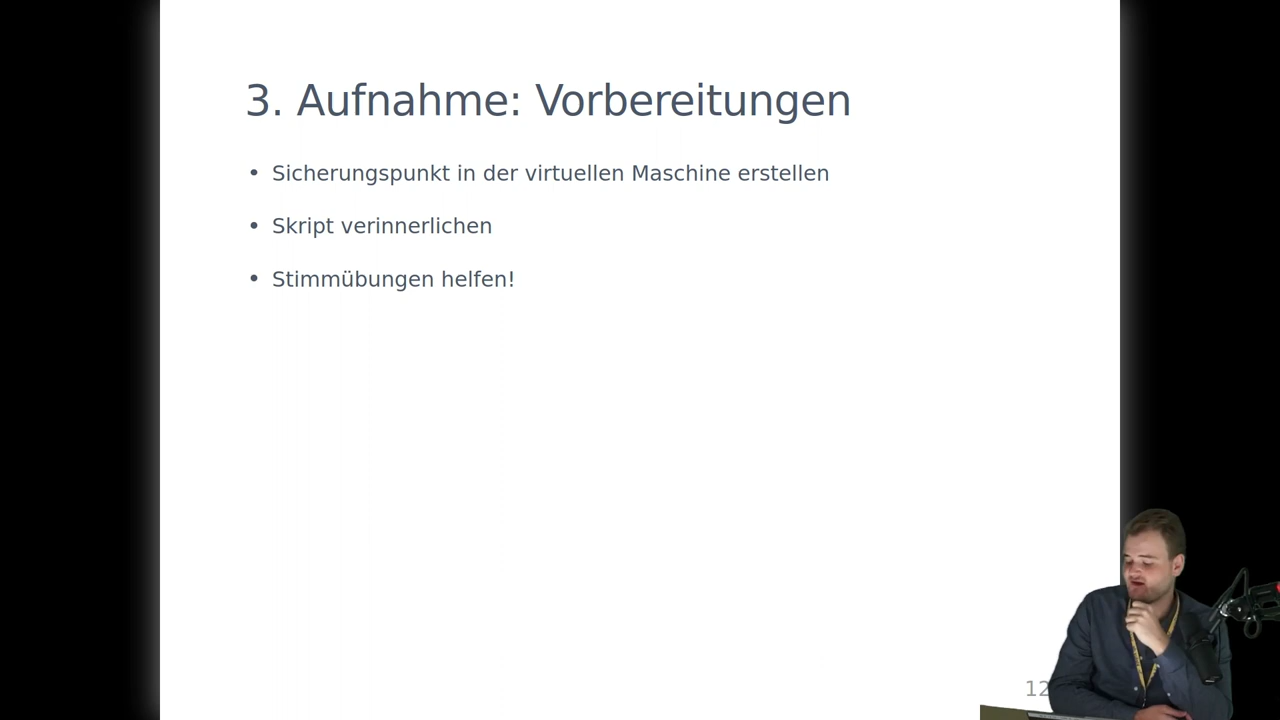 3. Aufnahme: Vorbereitungen
• Sicherungspunkt in der virtuellen Maschine erstellen
• Skript verinnerlichen
• Stimmübungen helfen!
12